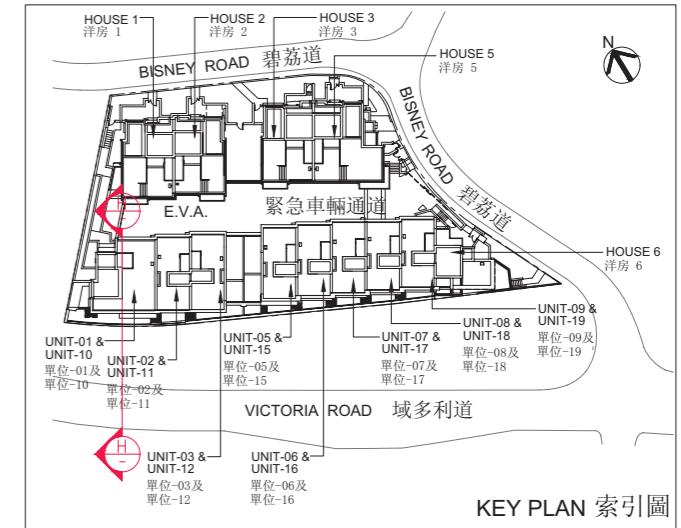 HOUSE 1
洋房 1
HOUSE 2
洋房 2
HOUSE 3
洋房 3
HOUSE 5
洋房 5
N
BISNEY ROAD 碧荔道
BISNEY ROAD 碧荔道
E.V.A. 緊急車輛通道
HOUSE 6
洋房 6
UNIT-01 &
UNIT-10
單位-01及
單位-10
UNIT-02 &
UNIT-11
單位-02及
單位-11
UNIT-05 &
UNIT-15
單位-05及
單位-15
UNIT-07 &
UNIT-17
單位-07及
單位-17
UNIT-08 &
UNIT-18
單位-08及
單位-18
UNIT-09 &
UNIT-19
單位-09及
單位-19
VICTORIA ROAD 域多利道
H
-
UNIT-03 &
UNIT-12
單位-03及
單位-12
UNIT-06 &
UNIT-16
單位-06及
單位-16
KEY PLAN 索引圖